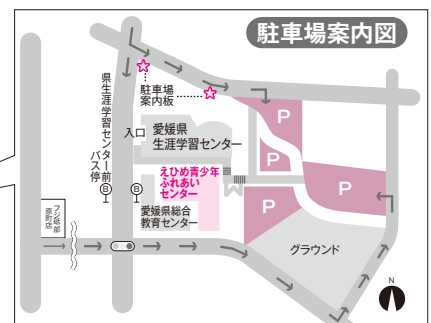 駐車場案内図
駐車場
案内板
P
入口
愛媛県
生涯学習センター
P
県生涯学習センター前
バス停
えひめ青少年
ふれあい
センター
P
B
B
P
フジ砥部
原町店
愛媛県総合
教育センター
グラウンド
N